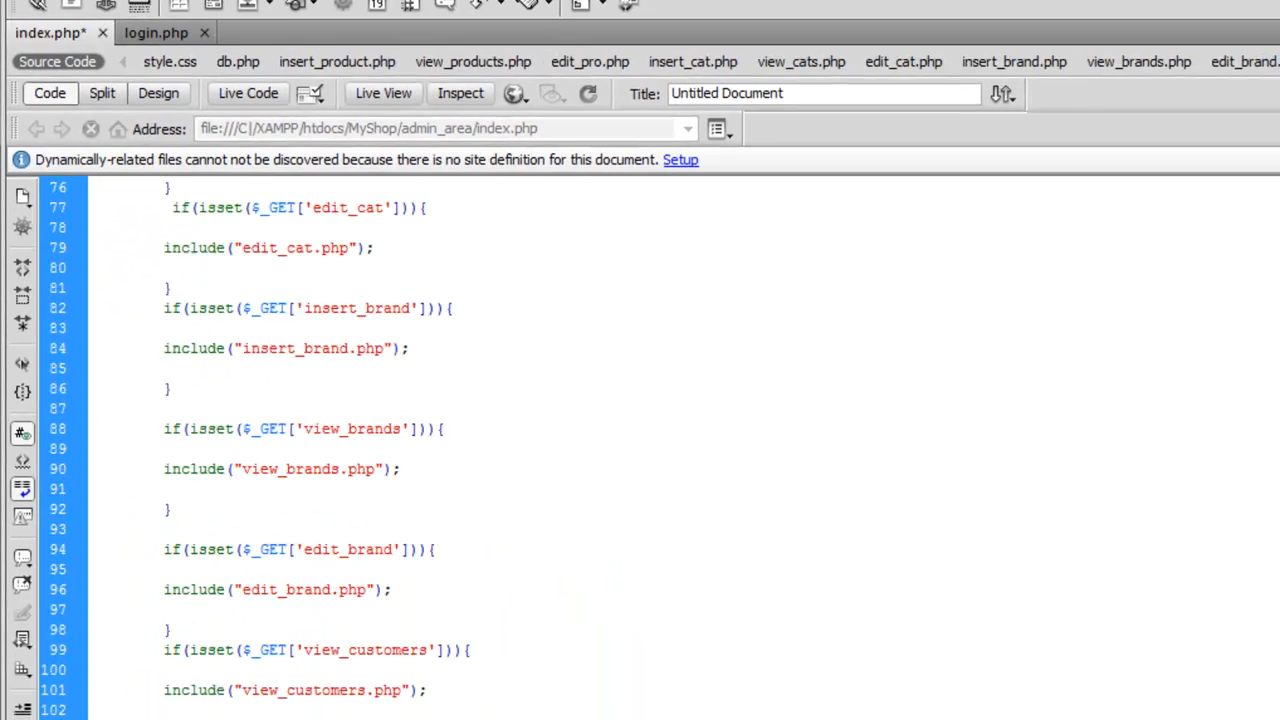 19
index.php* × login.php ×
Source Code style.css db.php insert_product.php view_products.php edit_pro.php insert_cat.php view_cats.php edit_cat.php insert_brand.php view_brands.php edit_brand.
Code Split Design Live Code Live View Inspect Title: Untitled Document
Address: file:///C|/XAMPP/htdocs/MyShop/admin_area/index.php
Dynamically-related files cannot not be discovered because there is no site definition for this document. Setup
76 }
77 if(isset($_GET['edit_cat'])){
78
79 include("edit_cat.php");
80
81 }
82 if(isset($_GET['insert_brand'])){
83
84 include("insert_brand.php");
85
86 }
87
88 if(isset($_GET['view_brands'])){
89
90 include("view_brands.php");
91
92 }
93
94 if(isset($_GET['edit_brand'])){
95
96 include("edit_brand.php");
97
98 }
99 if(isset($_GET['view_customers'])){
100
101 include("view_customers.php");
102